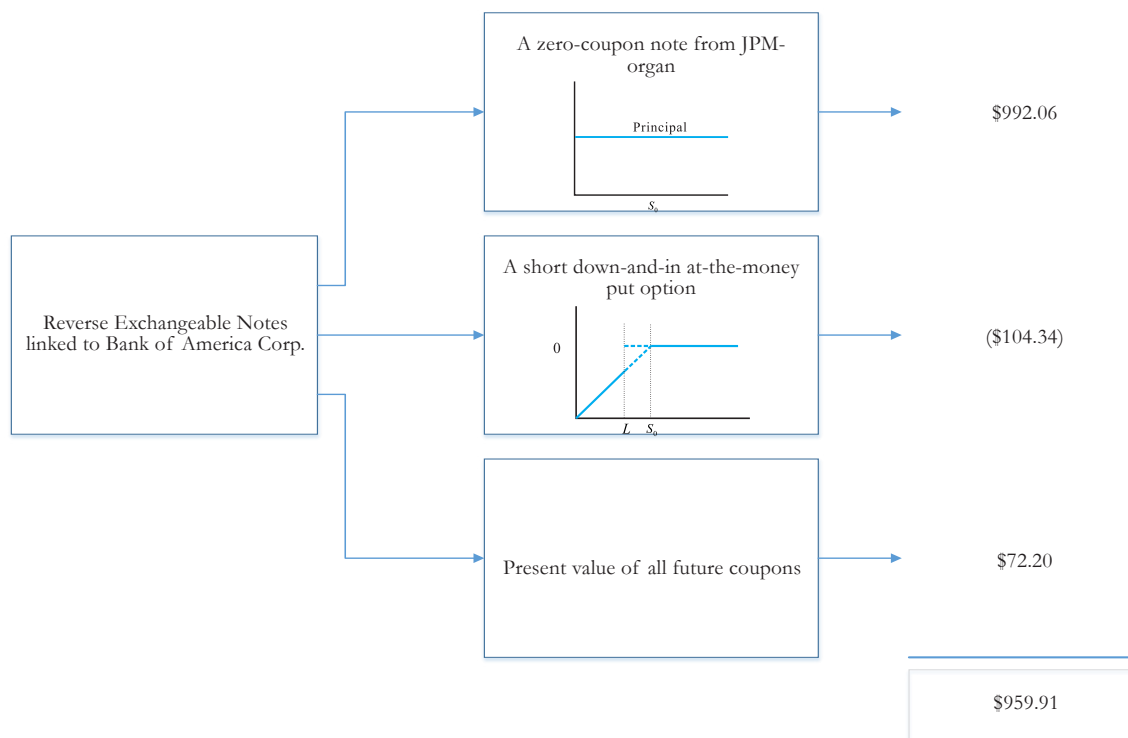 A zero-coupon note from JPM-
organ
Principal
S₀
$992.06
Reverse Exchangeable Notes
linked to Bank of America Corp.
A short down-and-in at-the-money
put option
0
L S₀
($104.34)
Present value of all future coupons
$72.20
$959.91